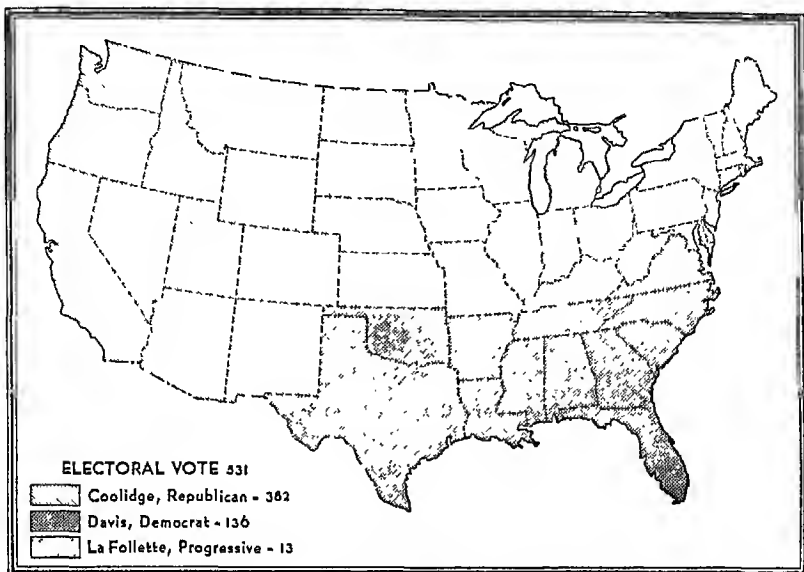 ELECTORAL VOTE 531
Coolidge, Republican - 382
Davis, Democrat - 136
La Follette, Progressive - 13